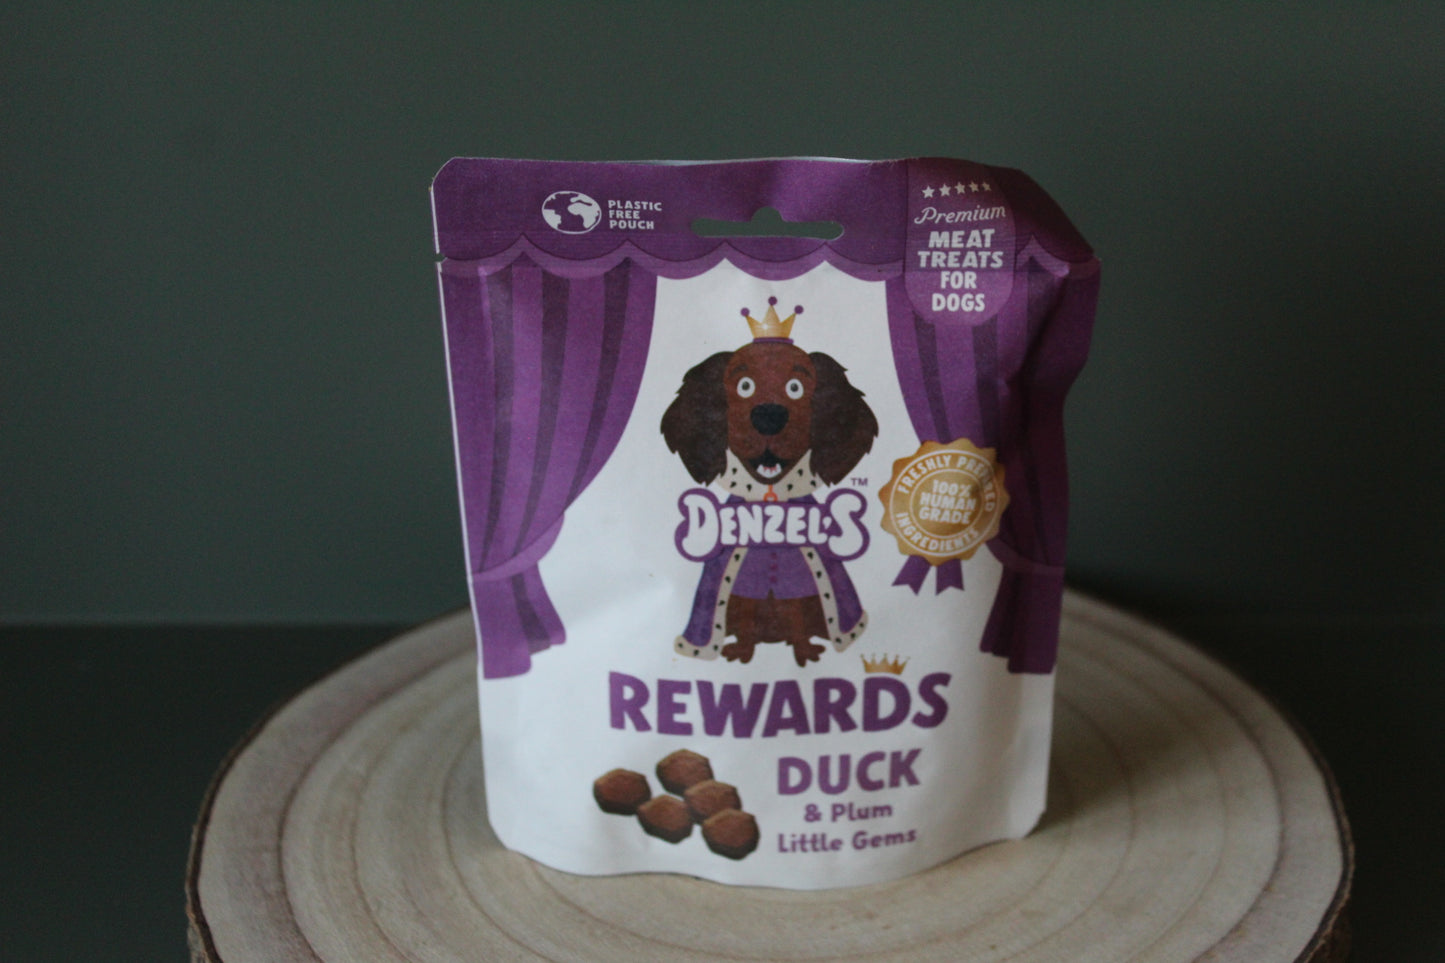 PLASTIC
FREE
POUCH
Premium
MEAT
TREATS
FOR
DOGS
DENZEL'S™
FRESHLY PREPARED
100%
HUMAN
GRADE
INGREDIENTS
REWARDS
DUCK
& Plum
Little Gems